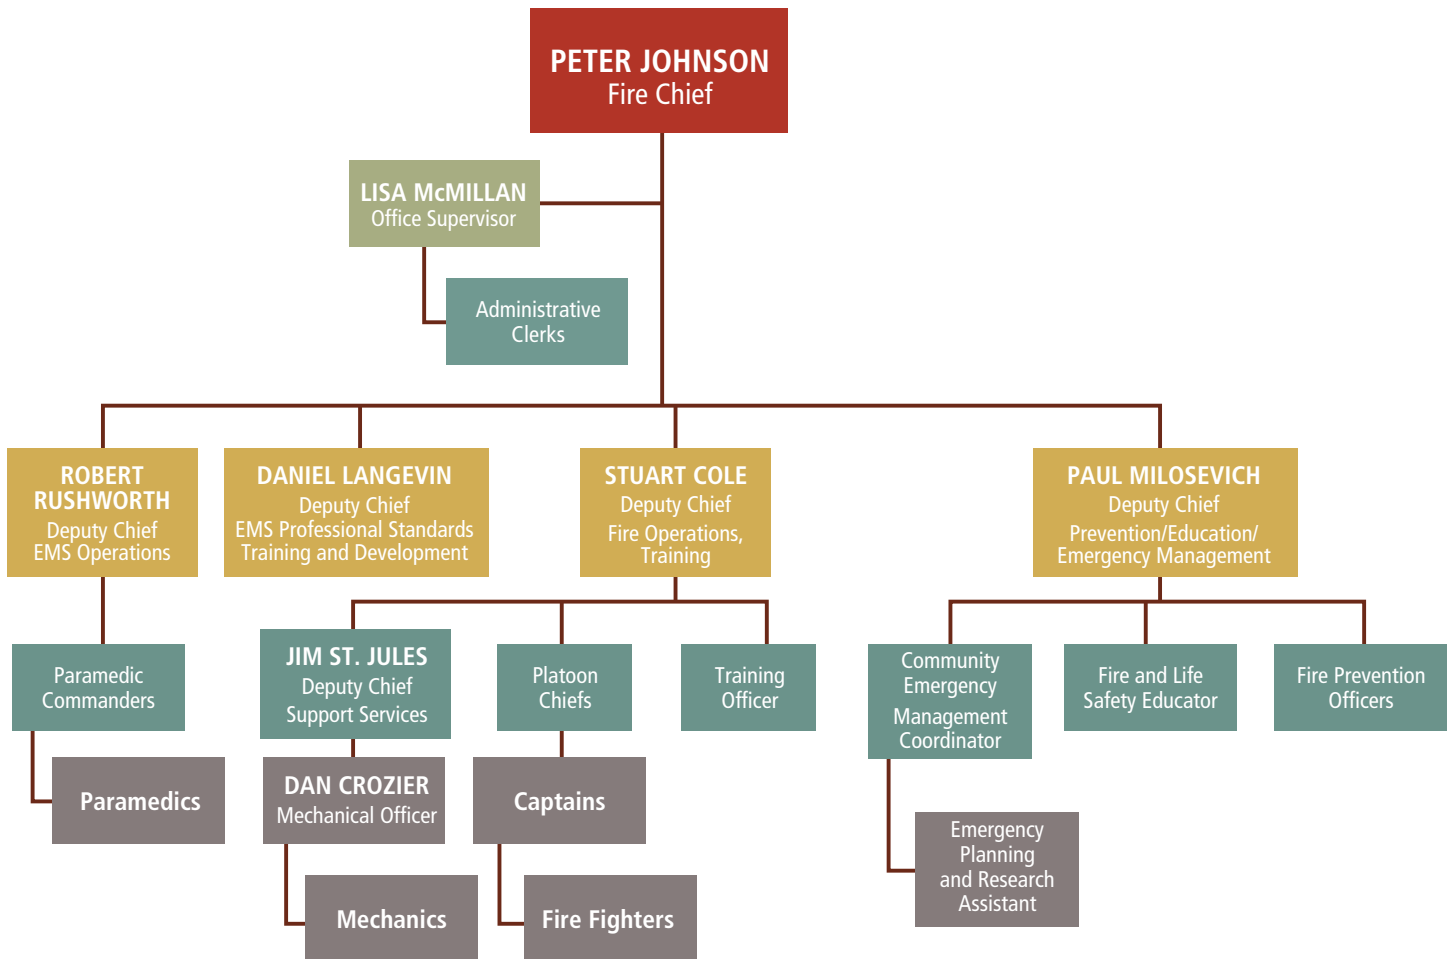 PETER JOHNSON
Fire Chief
LISA McMILLAN
Office Supervisor
Administrative
Clerks
ROBERT
RUSHWORTH
Deputy Chief
EMS Operations
DANIEL LANGEVIN
Deputy Chief
EMS Professional Standards
Training and Development
STUART COLE
Deputy Chief
Fire Operations,
Training
PAUL MILOSEVICH
Deputy Chief
Prevention/Education/
Emergency Management
Paramedic
Commanders
JIM ST. JULES
Deputy Chief
Support Services
Platoon
Chiefs
Training
Officer
Community
Emergency
Management
Coordinator
Fire and Life
Safety Educator
Fire Prevention
Officers
Paramedics
DAN CROZIER
Mechanical Officer
Captains
Emergency
Planning
and Research
Assistant
Mechanics
Fire Fighters